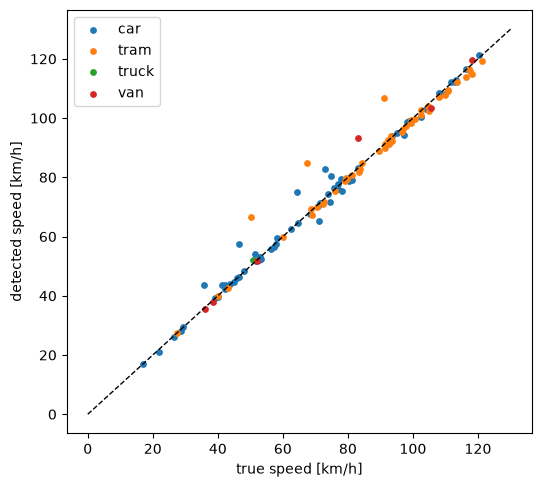 car
tram
truck
van
detected speed [km/h]
120
100
80
60
40
20
0
0 20 40 60 80 100 120
true speed [km/h]